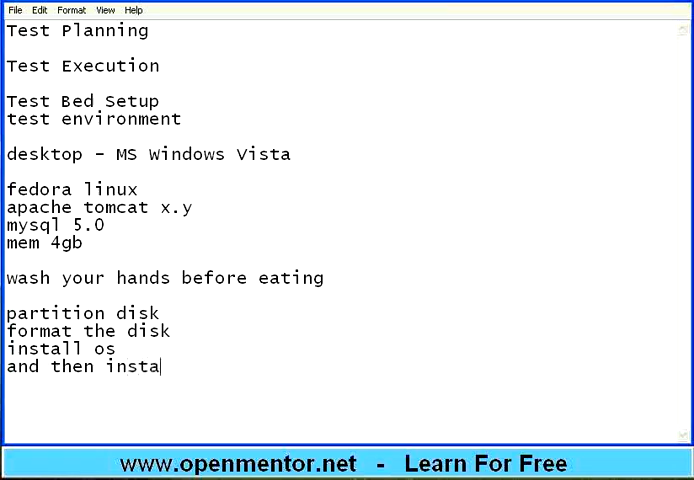 File Edit Format View Help
Test Planning
Test Execution
Test Bed Setup
test environment
desktop - MS Windows Vista
fedora linux
apache tomcat x.y
mysql 5.0
mem 4gb
wash your hands before eating
partition disk
format the disk
install os
and then insta
www.openmentor.net - Learn For Free